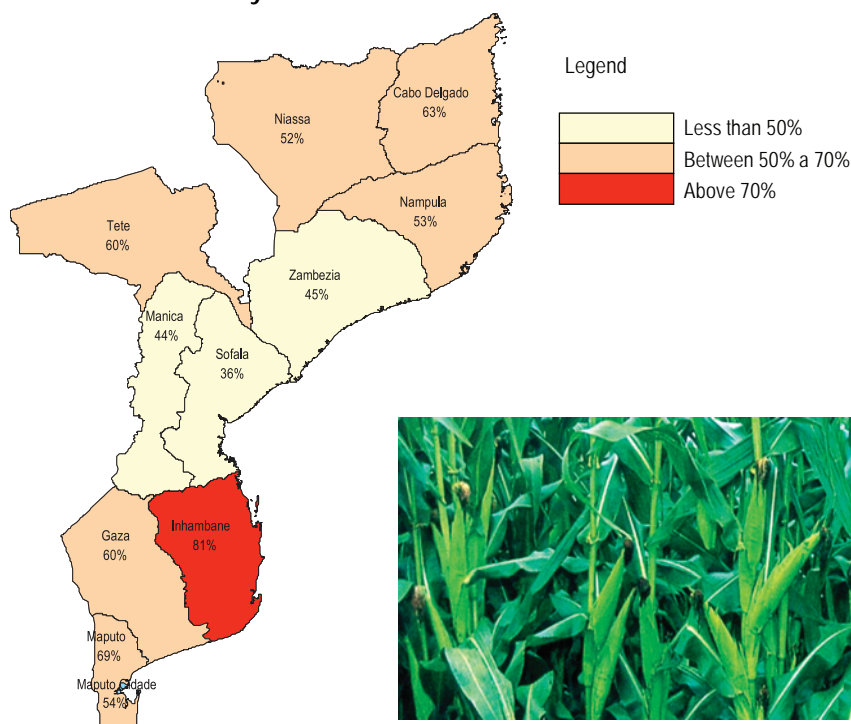 Legend
Less than 50%
Between 50% a 70%
Above 70%
Cabo Delgado
63%
Niassa
52%
Nampula
53%
Tete
60%
Zambezia
45%
Manica
44%
Sofala
36%
Inhambane
81%
Gaza
60%
Maputo
69%
Maputo Cidade
54%